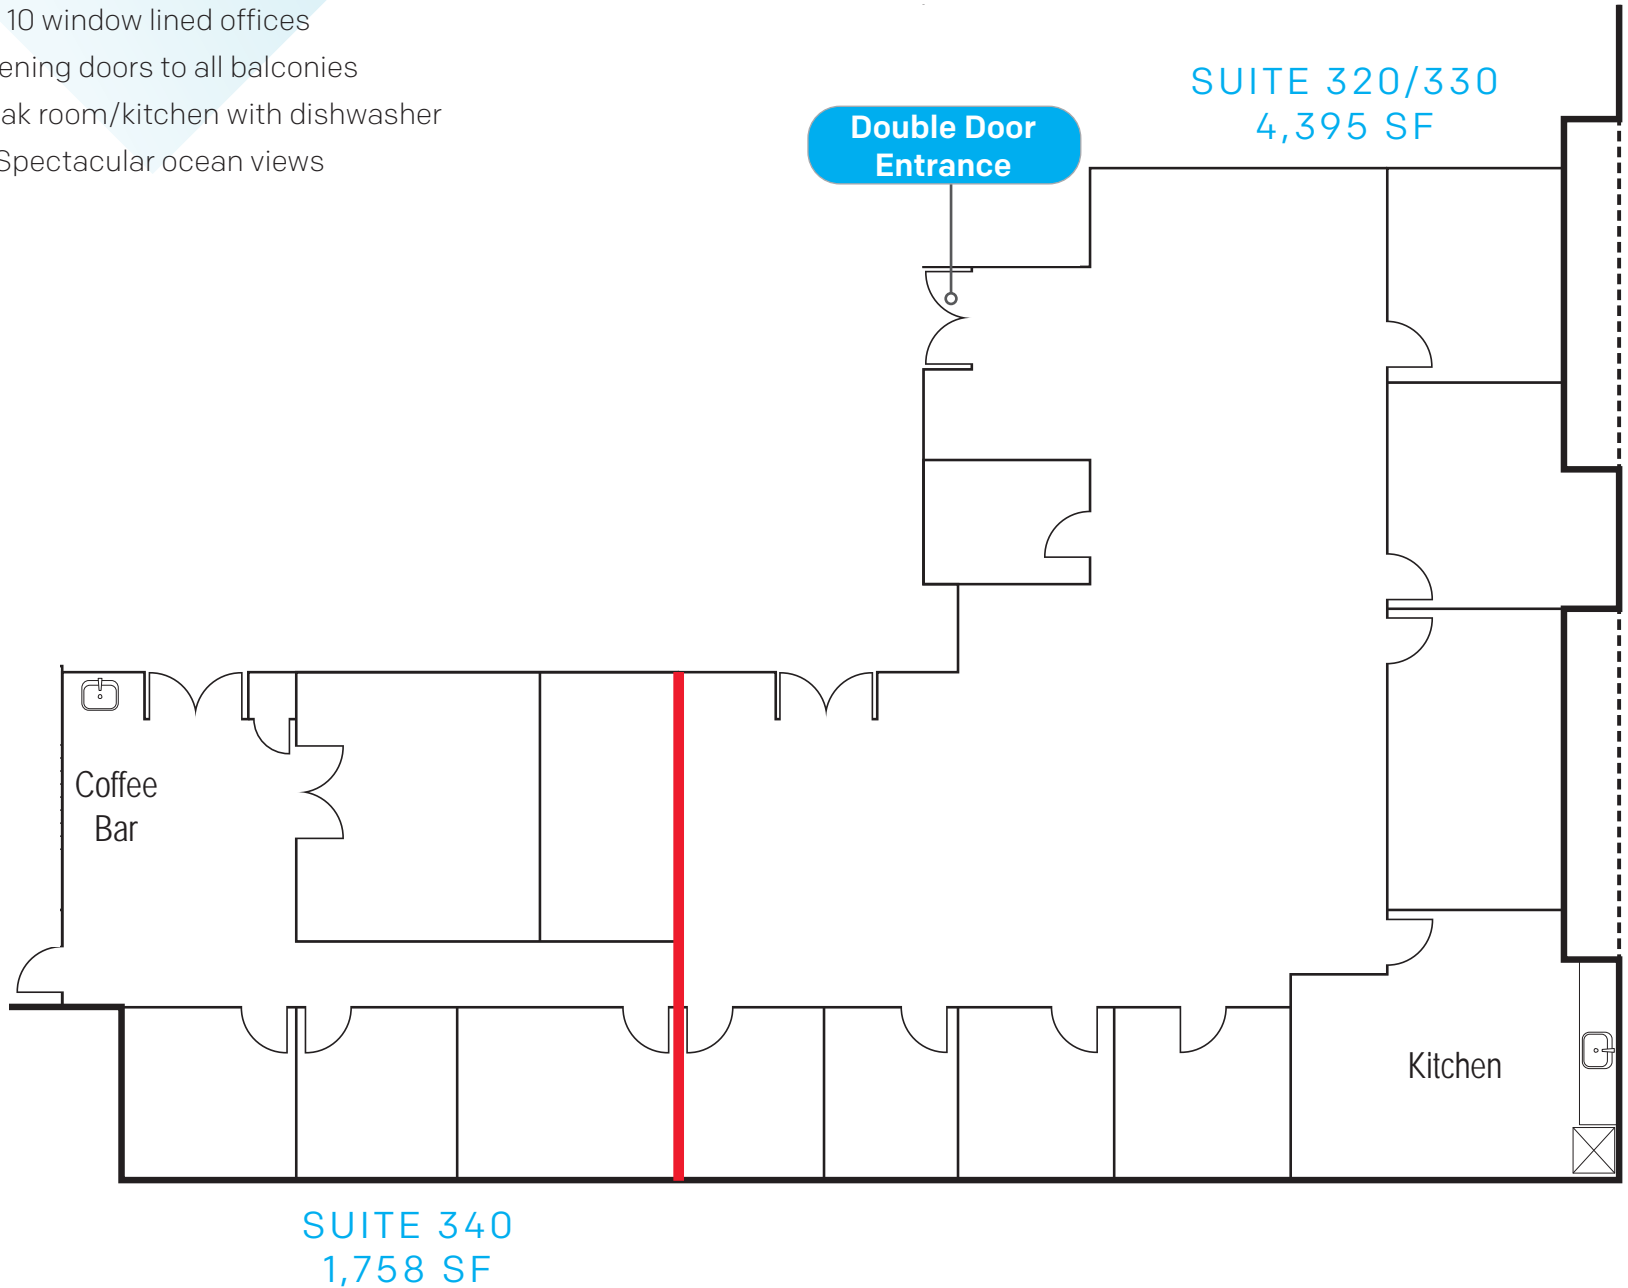 10 window lined offices
ening doors to all balconies
ak room/kitchen with dishwasher
Spectacular ocean views
SUITE 320/330
4,395 SF
Double Door
Entrance
Coffee
Bar
Kitchen
SUITE 340
1,758 SF